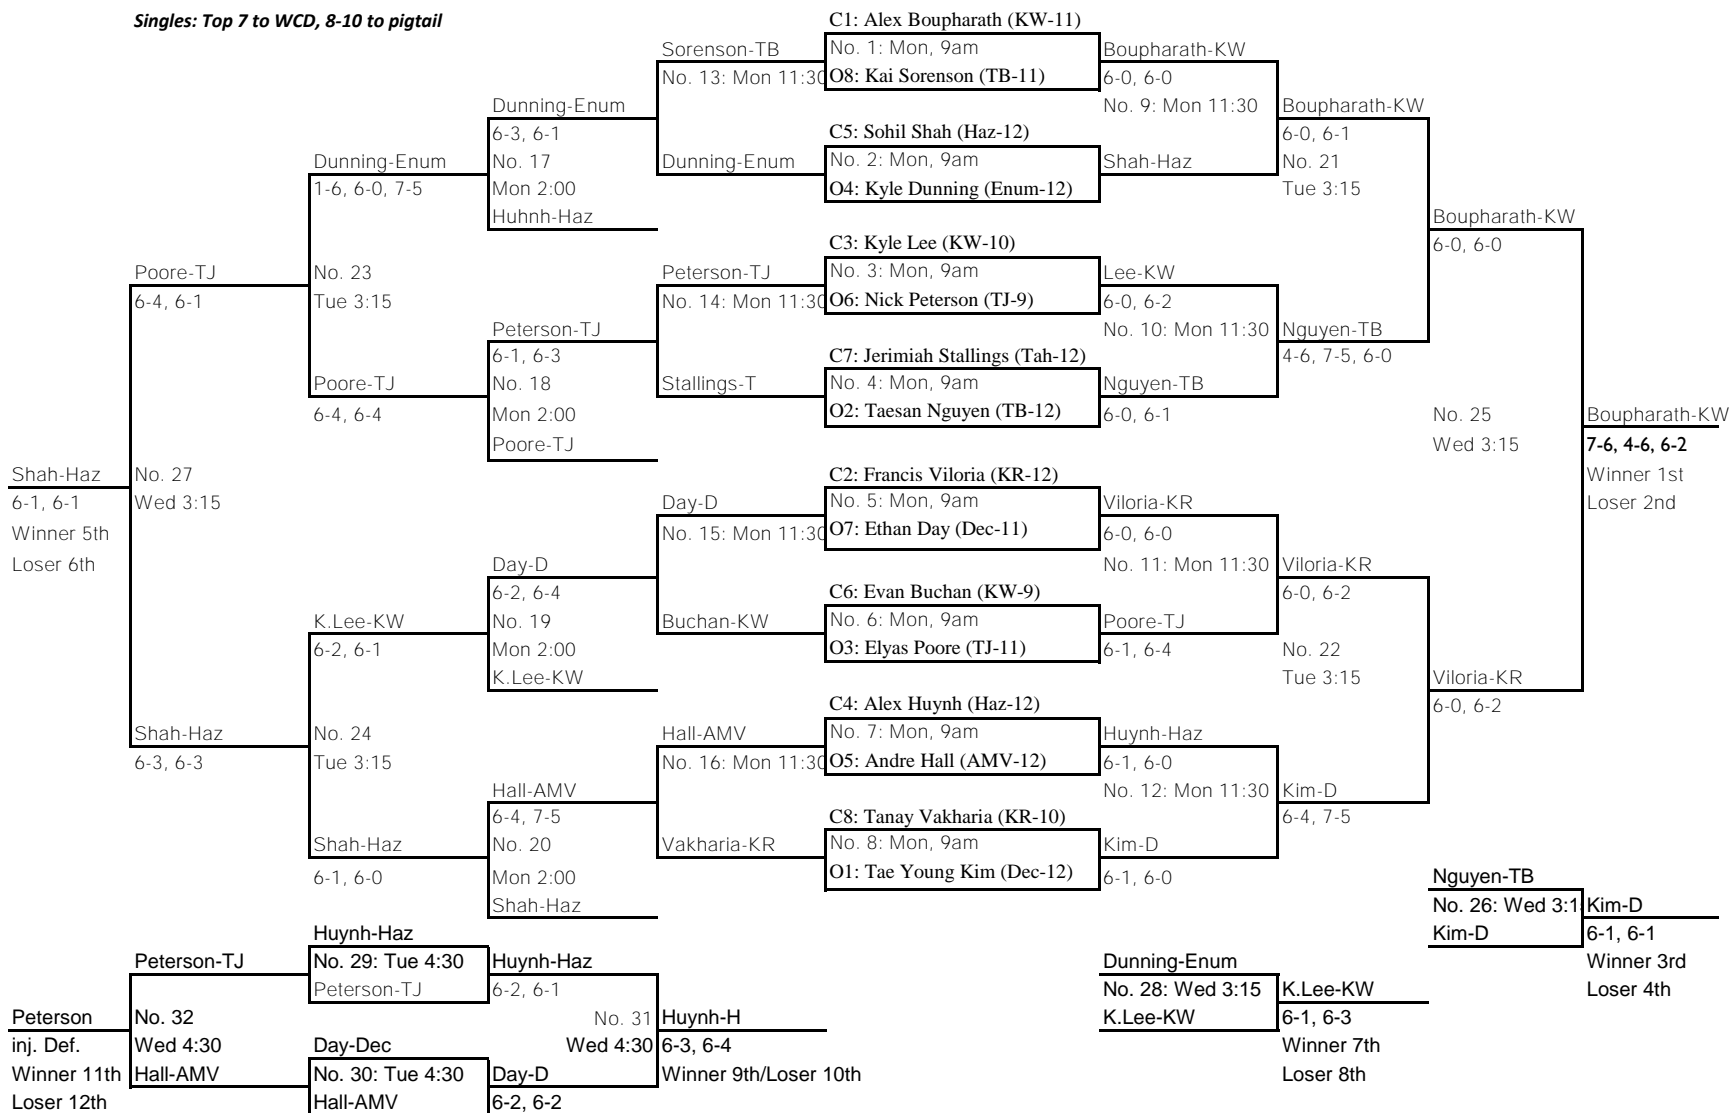 Singles: Top 7 to WCD, 8-10 to pigtail
C1: Alex Boupharath (KW-11)
Sorenson-TB
No. 1: Mon, 9am
Boupharath-KW
No. 13: Mon 11:30
O8: Kai Sorenson (TB-11)
6-0, 6-0
Dunning-Enum
No. 9: Mon 11:30
Boupharath-KW
6-3, 6-1
C5: Sohil Shah (Haz-12)
6-0, 6-1
Dunning-Enum
No. 17
Dunning-Enum
No. 2: Mon, 9am
Shah-Haz
No. 21
1-6, 6-0, 7-5
Mon 2:00
O4: Kyle Dunning (Enum-12)
Tue 3:15
Huhnh-Haz
Boupharath-KW
C3: Kyle Lee (KW-10)
6-0, 6-0
Poore-TJ
No. 23
Peterson-TJ
No. 3: Mon, 9am
Lee-KW
6-4, 6-1
Tue 3:15
No. 14: Mon 11:30
O6: Nick Peterson (TJ-9)
6-0, 6-2
Peterson-TJ
No. 10: Mon 11:30
Nguyen-TB
6-1, 6-3
C7: Jerimiah Stallings (Tah-12)
4-6, 7-5, 6-0
Poore-TJ
No. 18
Stallings-T
No. 4: Mon, 9am
Nguyen-TB
6-4, 6-4
Mon 2:00
O2: Taesan Nguyen (TB-12)
6-0, 6-1
No. 25
Boupharath-KW
Poore-TJ
Wed 3:15
7-6, 4-6, 6-2
Shah-Haz
No. 27
C2: Francis Viloria (KR-12)
Winner 1st
6-1, 6-1
Wed 3:15
Day-D
No. 5: Mon, 9am
Viloria-KR
Loser 2nd
Winner 5th
No. 15: Mon 11:30
O7: Ethan Day (Dec-11)
6-0, 6-0
Loser 6th
Day-D
No. 11: Mon 11:30
Viloria-KR
6-2, 6-4
C6: Evan Buchan (KW-9)
6-0, 6-2
K.Lee-KW
No. 19
Buchan-KW
No. 6: Mon, 9am
Poore-TJ
6-2, 6-1
Mon 2:00
O3: Elyas Poore (TJ-11)
6-1, 6-4
No. 22
K.Lee-KW
Tue 3:15
Viloria-KR
C4: Alex Huynh (Haz-12)
6-0, 6-2
Shah-Haz
No. 24
Hall-AMV
No. 7: Mon, 9am
Huynh-Haz
6-3, 6-3
Tue 3:15
No. 16: Mon 11:30
O5: Andre Hall (AMV-12)
6-1, 6-0
Hall-AMV
No. 12: Mon 11:30
Kim-D
6-4, 7-5
C8: Tanay Vakharia (KR-10)
6-4, 7-5
Shah-Haz
No. 20
Vakharia-KR
No. 8: Mon, 9am
Kim-D
6-1, 6-0
Mon 2:00
O1: Tae Young Kim (Dec-12)
6-1, 6-0
Nguyen-TB
Shah-Haz
No. 26: Wed 3:1
Kim-D
Huynh-Haz
Kim-D
6-1, 6-1
Peterson-TJ
No. 29: Tue 4:30
Huynh-Haz
Dunning-Enum
Winner 3rd
Peterson-TJ
6-2, 6-1
No. 28: Wed 3:15
K.Lee-KW
Loser 4th
Peterson
No. 32
No. 31
Huynh-H
K.Lee-KW
6-1, 6-3
inj. Def.
Wed 4:30
Day-Dec
Wed 4:30
6-3, 6-4
Winner 7th
Winner 11th
Hall-AMV
No. 30: Tue 4:30
Day-D
Winner 9th/Loser 10th
Loser 8th
Loser 12th
Hall-AMV
6-2, 6-2